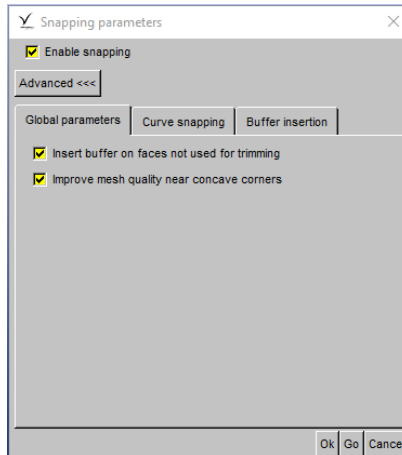 Snapping parameters
Enable snapping
Advanced <<<
Global parameters Curve snapping Buffer insertion
Insert buffer on faces not used for trimming
Improve mesh quality near concave corners
Ok Go Cance